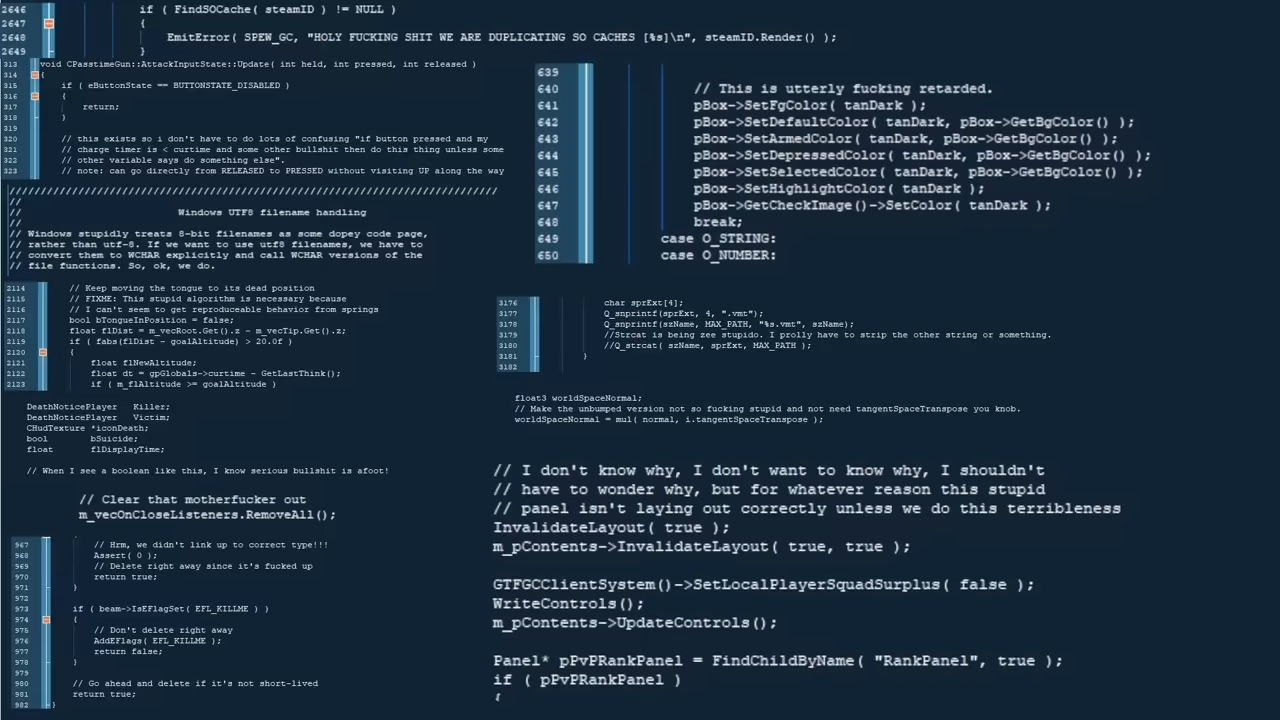 2646 if ( FindSOCache( steamID ) != NULL )
2647 {
2648 EmitError( SPEW_GC, "HOLY FUCKING SHIT WE ARE DUPLICATING SO CACHES [%s]\n", steamID.Render() );
2649 }
313 void CPasstimeGun::AttackInputState::Update( int held, int pressed, int released )
314 {
315 if ( eButtonState == BUTTONSTATE_DISABLED )
316 {
317 return;
318 }
319
320 // this exists so i don't have to do lots of confusing "if button pressed and my
321 // charge timer is < curtime and some other bullshit then do this thing unless some
322 // other variable says do something else".
323 // note: can go directly from RELEASED to PRESSED without visiting UP along the way
//////////////////////////////////////////////////////////////////////////////
//
// Windows UTF8 filename handling
//
// Windows stupidly treats 8-bit filenames as some dopey code page,
// rather than utf-8. If we want to use utf8 filenames, we have to
// convert them to WCHAR explicitly and call WCHAR versions of the
// file functions. So, ok, we do.
2114 // Keep moving the tongue to its dead position
2115 // FIXME: This stupid algorithm is necessary because
2116 // I can't seem to get reproduceable behavior from springs
2117 bool bTongueInPosition = false;
2118 float flDist = m_vecRoot.Get().z - m_vecTip.Get().z;
2119 if ( fabs(flDist - goalAltitude) > 20.0f )
2120 {
2121 float flNewAltitude;
2122 float dt = gpGlobals->curtime - GetLastThink();
2123 if ( m_flAltitude >= goalAltitude )
DeathNoticePlayer Killer;
DeathNoticePlayer Victim;
CHudTexture *iconDeath;
bool bSuicide;
float flDisplayTime;
// When I see a boolean like this, I know serious bullshit is afoot!
// Clear that motherfucker out
m_vecOnCloseListeners.RemoveAll();
967 // Hrm, we didn't link up to correct type!!!
968 Assert( 0 );
969 // Delete right away since it's fucked up
970 return true;
971 }
972
973 if ( beam->IsEFlagSet( EFL_KILLME ) )
974 {
975 // Don't delete right away
976 AddEFlags( EFL_KILLME );
977 return false;
978 }
979
980 // Go ahead and delete if it's not short-lived
981 return true;
982 }
639
640 // This is utterly fucking retarded.
641 pBox->SetFgColor( tanDark );
642 pBox->SetDefaultColor( tanDark, pBox->GetBgColor() );
643 pBox->SetArmedColor( tanDark, pBox->GetBgColor() );
644 pBox->SetDepressedColor( tanDark, pBox->GetBgColor() );
645 pBox->SetSelectedColor( tanDark, pBox->GetBgColor() );
646 pBox->SetHighlightColor( tanDark );
647 pBox->GetCheckImage()->SetColor( tanDark );
648 break;
649 case O_STRING:
650 case O_NUMBER:
3176 char sprExt[4];
3177 Q_snprintf(sprExt, 4, ".vmt");
3178 Q_snprintf(szName, MAX_PATH, "%s.vmt", szName);
3179 //Strcat is being zee stupido. I prolly have to strip the other string or something.
3180 //Q_strcat( szName, sprExt, MAX_PATH );
3181 }
3182
float3 worldSpaceNormal;
// Make the unbumped version not so fucking stupid and not need tangentSpaceTranspose you knob.
worldSpaceNormal = mul( normal, i.tangentSpaceTranspose );
// I don't know why, I don't want to know why, I shouldn't
// have to wonder why, but for whatever reason this stupid
// panel isn't laying out correctly unless we do this terribleness
InvalidateLayout( true );
m_pContents->InvalidateLayout( true, true );
GTFGCClientSystem()->SetLocalPlayerSquadSurplus( false );
WriteControls();
m_pContents->UpdateControls();
Panel* pPvPRankPanel = FindChildByName( "RankPanel", true );
if ( pPvPRankPanel )
{